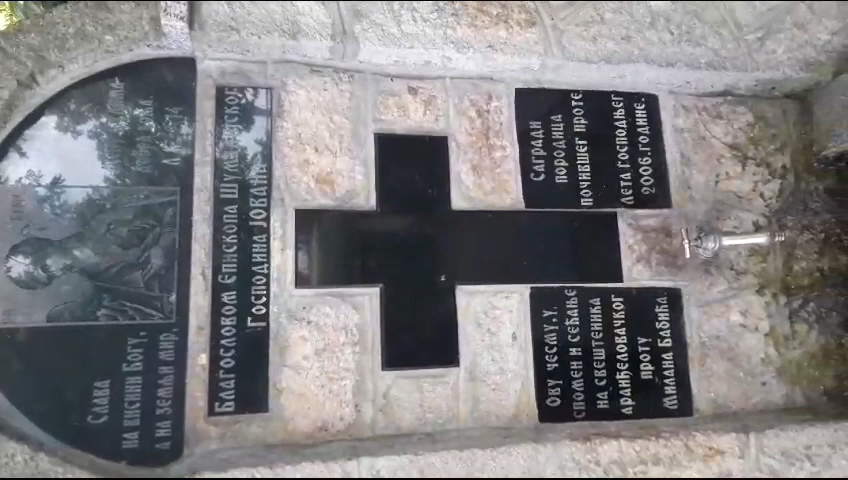 Слава
на висини Богу,
а на земљи мир,
Благословом Епископа Шумадијског
Господина Јована
Ову чесму, у
спомен и сећање
на свештеника
аранђеловачког
проту
Милана Бабића
Сагради
породица
почившег проте
лета Господњег
2006. године.